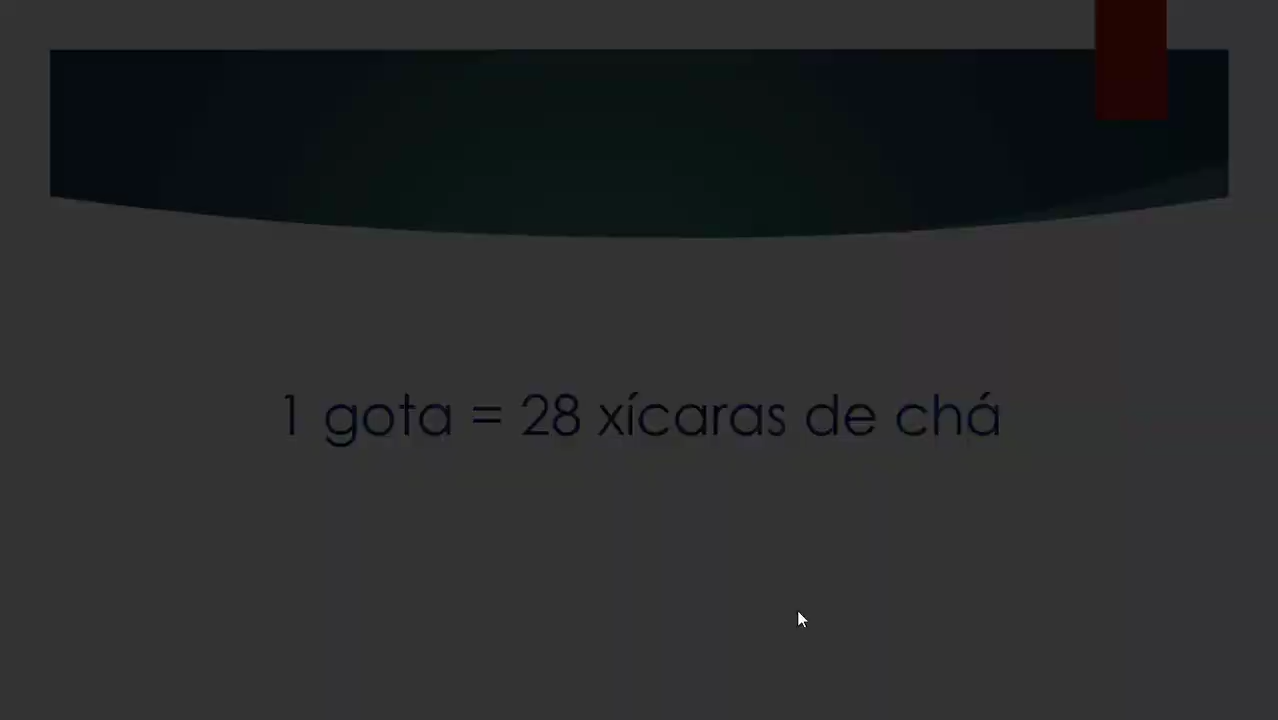 1 gota = 28 xícaras de chá